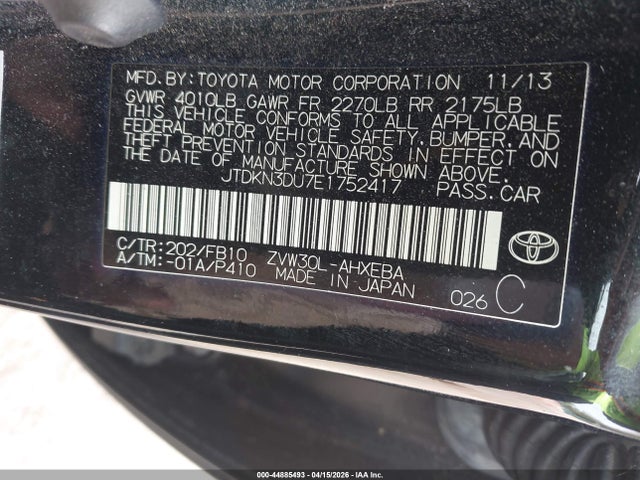 MFD. BY: TOYOTA MOTOR CORPORATION 11/13
GVWR 4010LB GAWR FR 2270LB RR 2175LB
THIS VEHICLE CONFORMS TO ALL APPLICABLE
FEDERAL MOTOR VEHICLE SAFETY, BUMPER, AND
THEFT PREVENTION STANDARDS IN EFFECT ON
THE DATE OF MANUFACTURE SHOWN ABOVE.
JTDKN3DU7E1752417 PASS.CAR
C/TR: 202/FB10 ZVW30L-AHXEBA
A/TM: -01A/P410 MADE IN JAPAN 026 C
000-44885493 - 04/15/2026 - IAAI.COM